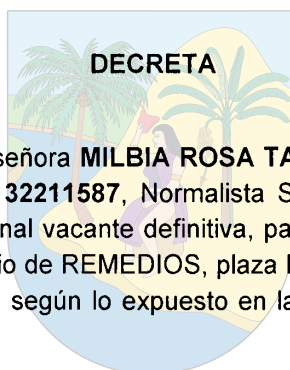 DECRETA
señora MILBIA ROSA TA
32211587, Normalista S
nal vacante definitiva, pa
io de REMEDIOS, plaza
según lo expuesto en la